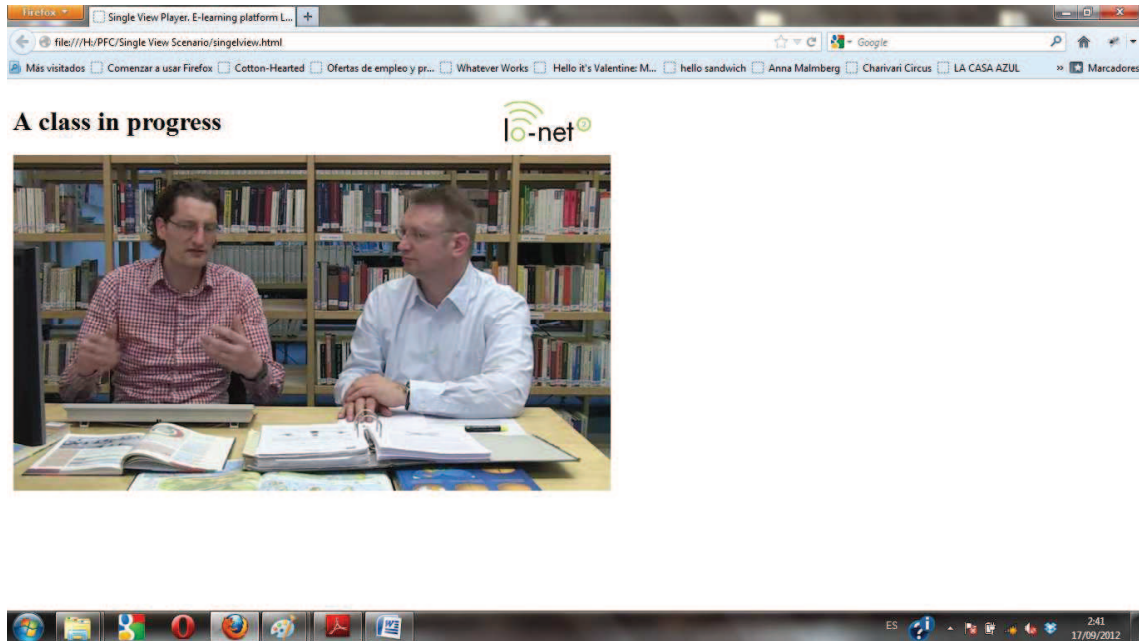 Firefox
Single View Player. E-learning platform L...
file:///H:/PFC/Single View Scenario/singelview.html
Google
Más visitados
Comenzar a usar Firefox
Cotton-Hearted
Ofertas de empleo y pr...
Whatever Works
Hello it's Valentine: M...
hello sandwich
Anna Malmberg
Charivari Circus
LA CASA AZUL
»
Marcadores
A class in progress
lo-net²
ES
2:41
17/09/2012